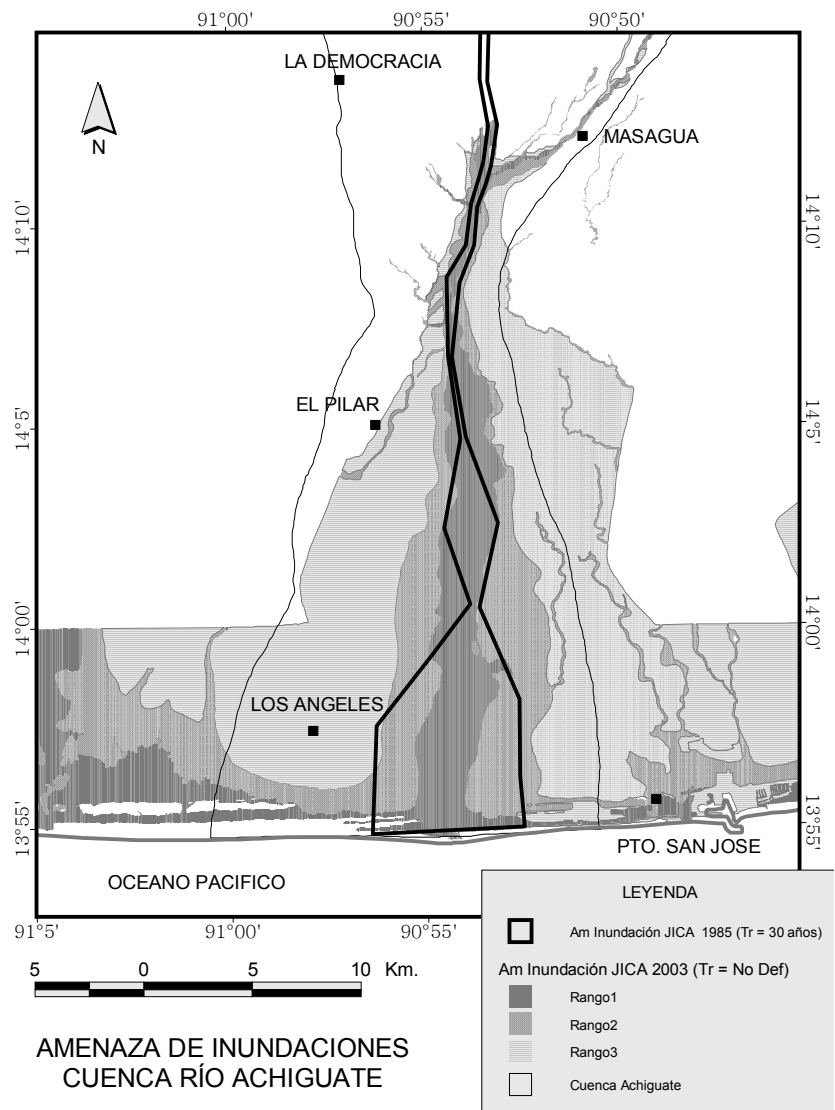 91°00'
90°55'
90°50'
LA DEMOCRACIA
N
MASAGUA
14°10'
14°10'
EL PILAR
14°5'
14°5'
14°00'
14°00'
LOS ANGELES
13°55'
13°55'
PTO. SAN JOSE
OCEANO PACIFICO
91°5'
91°00'
90°55'
LEYENDA
Am Inundación JICA 1985 (Tr = 30 años)
Am Inundación JICA 2003 (Tr = No Def)
Rango1
Rango2
Rango3
Cuenca Achiguate
5 0 5 10 Km.
AMENAZA DE INUNDACIONES
CUENCA RÍO ACHIGUATE